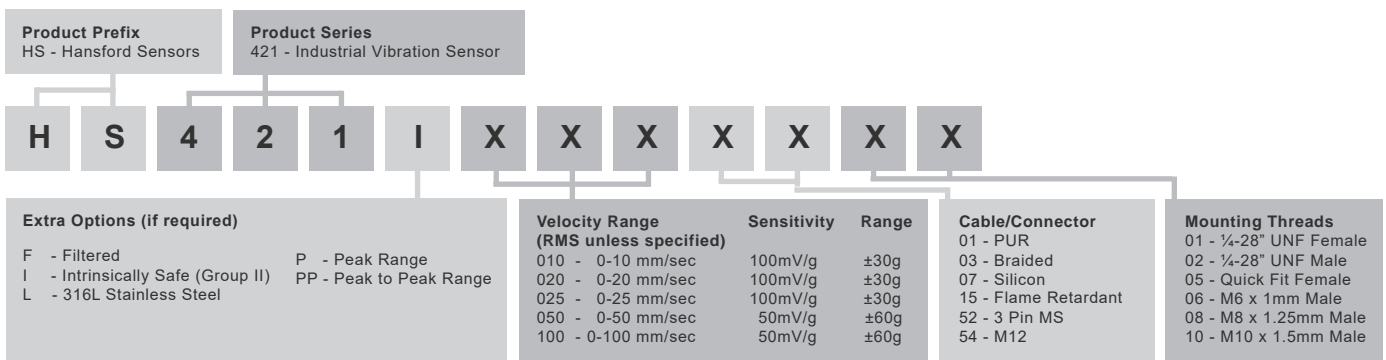 Product Prefix
HS - Hansford Sensors
Product Series
421 - Industrial Vibration Sensor
H S 4 2 1 I X X X X X X X
Extra Options (if required)
F - Filtered
I - Intrinsically Safe (Group II)
L - 316L Stainless Steel
P - Peak Range
PP - Peak to Peak Range
Velocity Range Sensitivity Range
(RMS unless specified)
010 - 0-10 mm/sec 100mV/g ±30g
020 - 0-20 mm/sec 100mV/g ±30g
025 - 0-25 mm/sec 100mV/g ±30g
050 - 0-50 mm/sec 50mV/g ±60g
100 - 0-100 mm/sec 50mV/g ±60g
Cable/Connector
01 - PUR
03 - Braided
07 - Silicon
15 - Flame Retardant
52 - 3 Pin MS
54 - M12
Mounting Threads
01 - ¼-28” UNF Female
02 - ¼-28” UNF Male
05 - Quick Fit Female
06 - M6 x 1mm Male
08 - M8 x 1.25mm Male
10 - M10 x 1.5mm Male